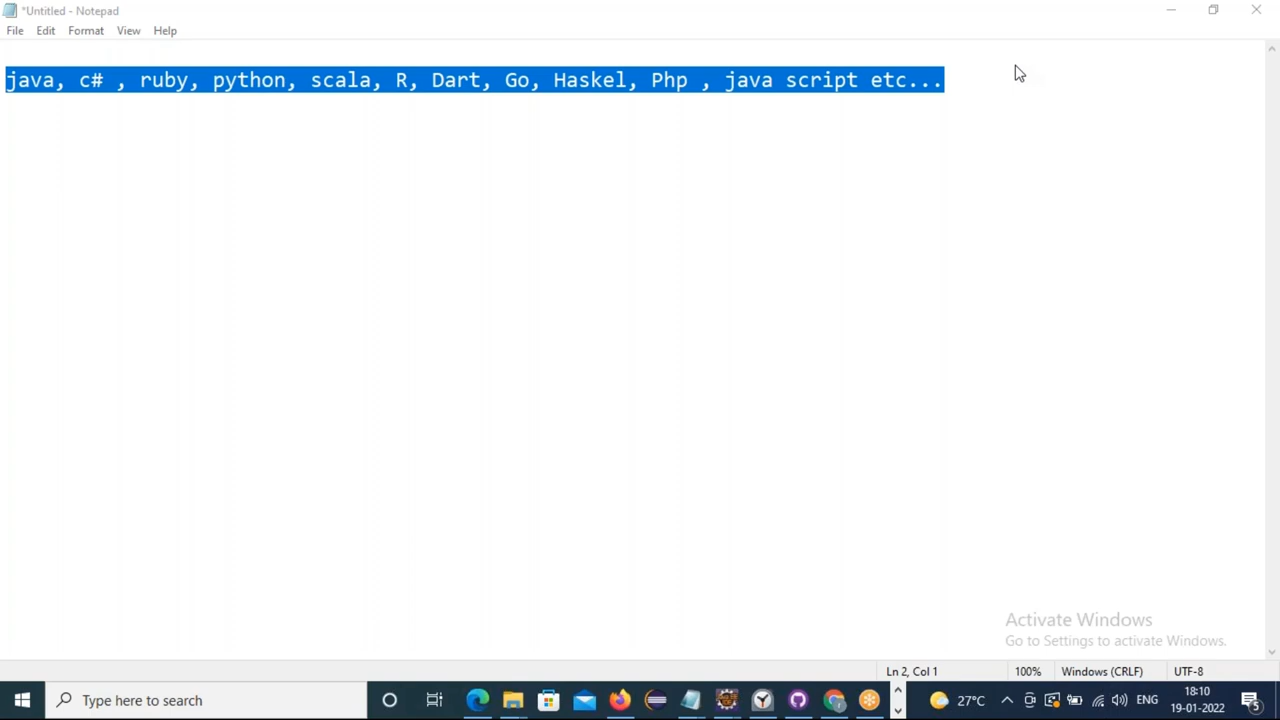 *Untitled - Notepad
File Edit Format View Help
java, c# , ruby, python, scala, R, Dart, Go, Haskel, Php , java script etc...
Activate Windows
Go to Settings to activate Windows.
Ln 2, Col 1 100% Windows (CRLF) UTF-8
Type here to search 27°C ENG 18:10
19-01-2022 5